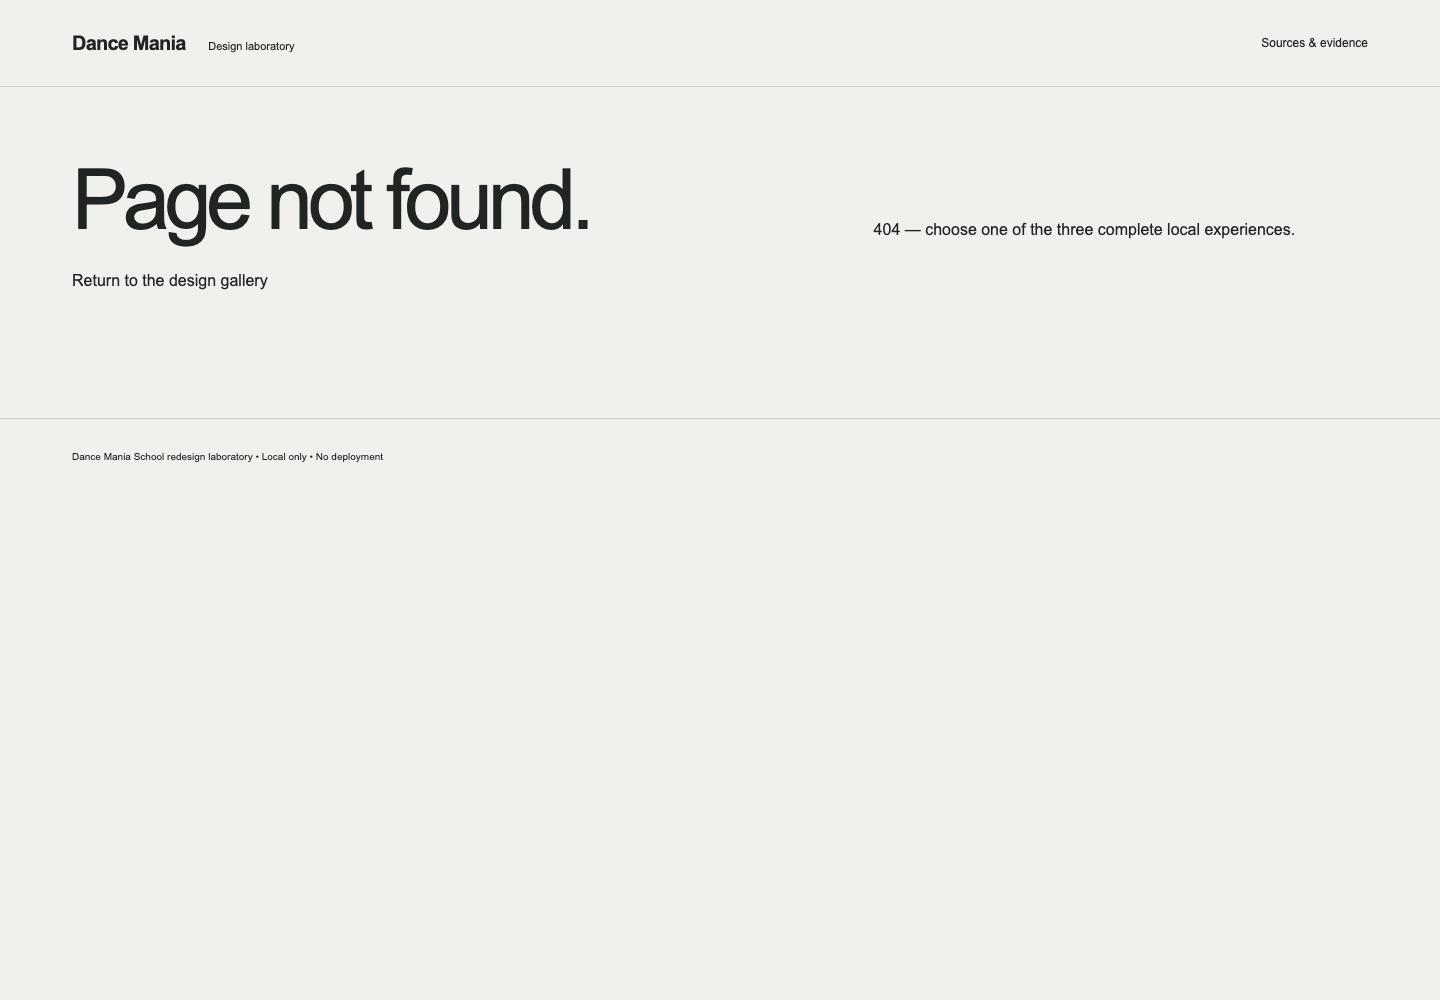 Dance Mania
Design laboratory
Sources & evidence
Page not found.
404 — choose one of the three complete local experiences.
Return to the design gallery
Dance Mania School redesign laboratory • Local only • No deployment